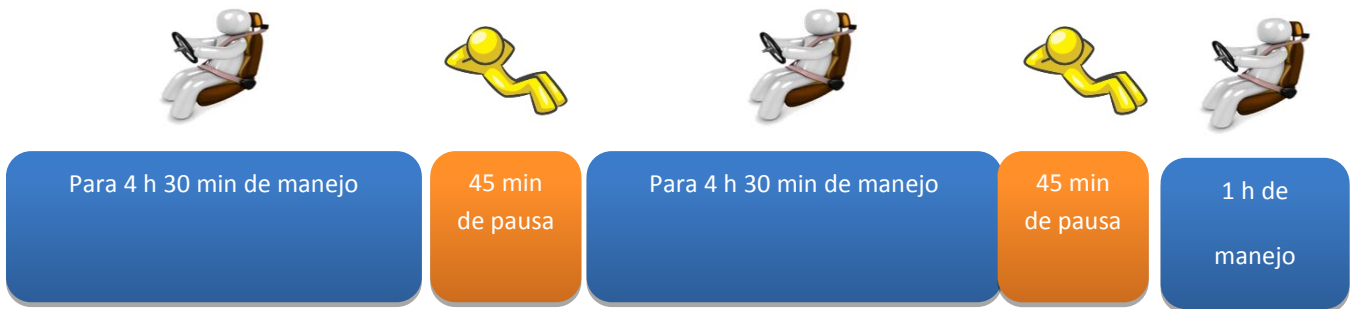 Para 4 h 30 min de manejo
45 min
de pausa
Para 4 h 30 min de manejo
45 min
de pausa
1 h de
manejo